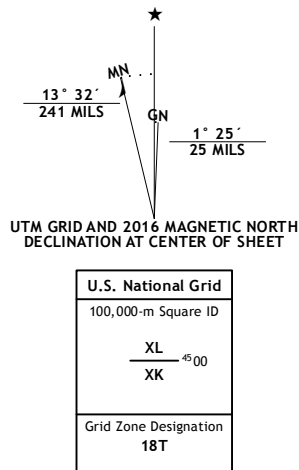 ★
MN
13° 32´
241 MILS
GN
1° 25´
25 MILS
UTM GRID AND 2016 MAGNETIC NORTH
DECLINATION AT CENTER OF SHEET
U.S. National Grid
100,000-m Square ID
XL
4500
XK
Grid Zone Designation
18T